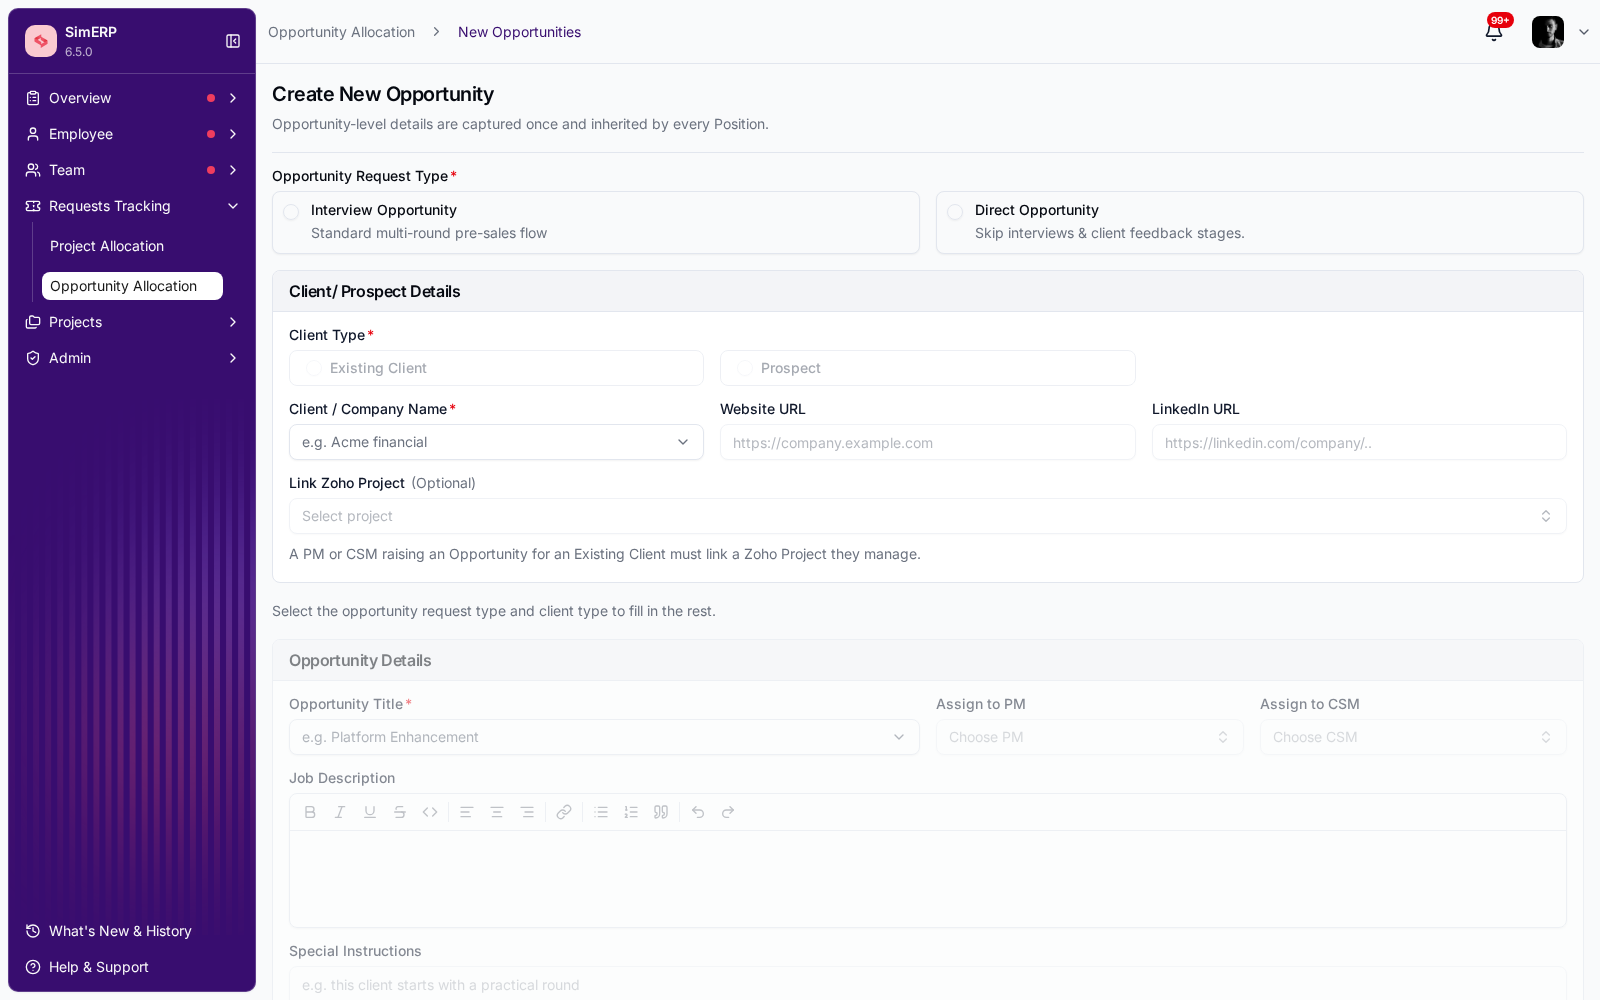 SimERP
6.5.0
Opportunity Allocation
New Opportunities
99+
Overview
Employee
Team
Requests Tracking
Project Allocation
Opportunity Allocation
Projects
Admin
What's New & History
Help & Support
Create New Opportunity
Opportunity-level details are captured once and inherited by every Position.
Opportunity Request Type*
Interview Opportunity
Standard multi-round pre-sales flow
Direct Opportunity
Skip interviews & client feedback stages.
Client/ Prospect Details
Client Type*
Existing Client
Prospect
Client / Company Name*
Website URL
LinkedIn URL
e.g. Acme financial
https://company.example.com
https://linkedin.com/company/..
Link Zoho Project (Optional)
Select project
A PM or CSM raising an Opportunity for an Existing Client must link a Zoho Project they manage.
Select the opportunity request type and client type to fill in the rest.
Opportunity Details
Opportunity Title*
Assign to PM
Assign to CSM
e.g. Platform Enhancement
Choose PM
Choose CSM
Job Description
Special Instructions
e.g. this client starts with a practical round